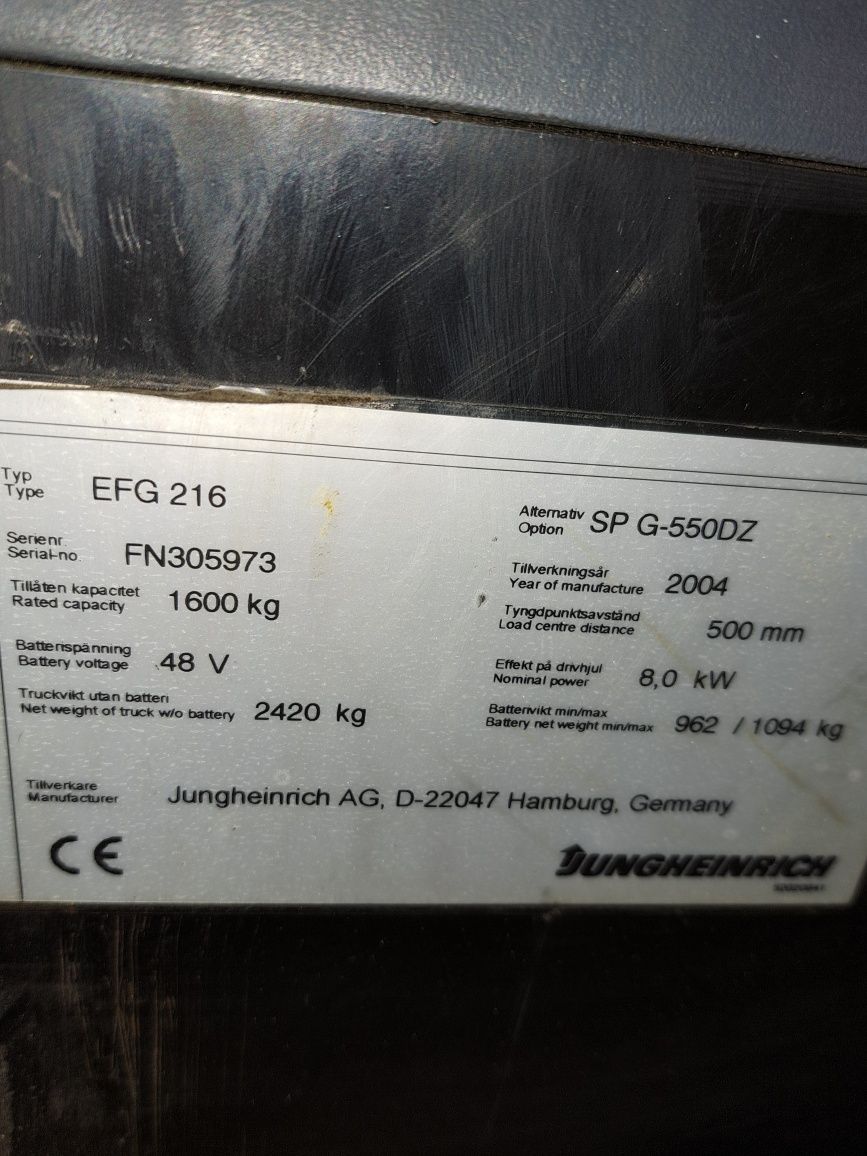 Typ
Type EFG 216
Alternativ
Option SP G-550DZ
Serienr.
Serial-no. FN305973
Tillverkningsår
Year of manufacture 2004
Tillåten kapacitet
Rated capacity 1600 kg
Tyngdpunktsavstånd
Load centre distance 500 mm
Batterispänning
Battery voltage 48 V
Effekt på drivhjul
Nominal power 8,0 kW
Truckvikt utan batteri
Net weight of truck w/o battery 2420 kg
Batterivikt min/max
Battery net weight min/max 962 / 1094 kg
Tillverkare
Manufacturer Jungheinrich AG, D-22047 Hamburg, Germany
CE
JUNGHEINRICH